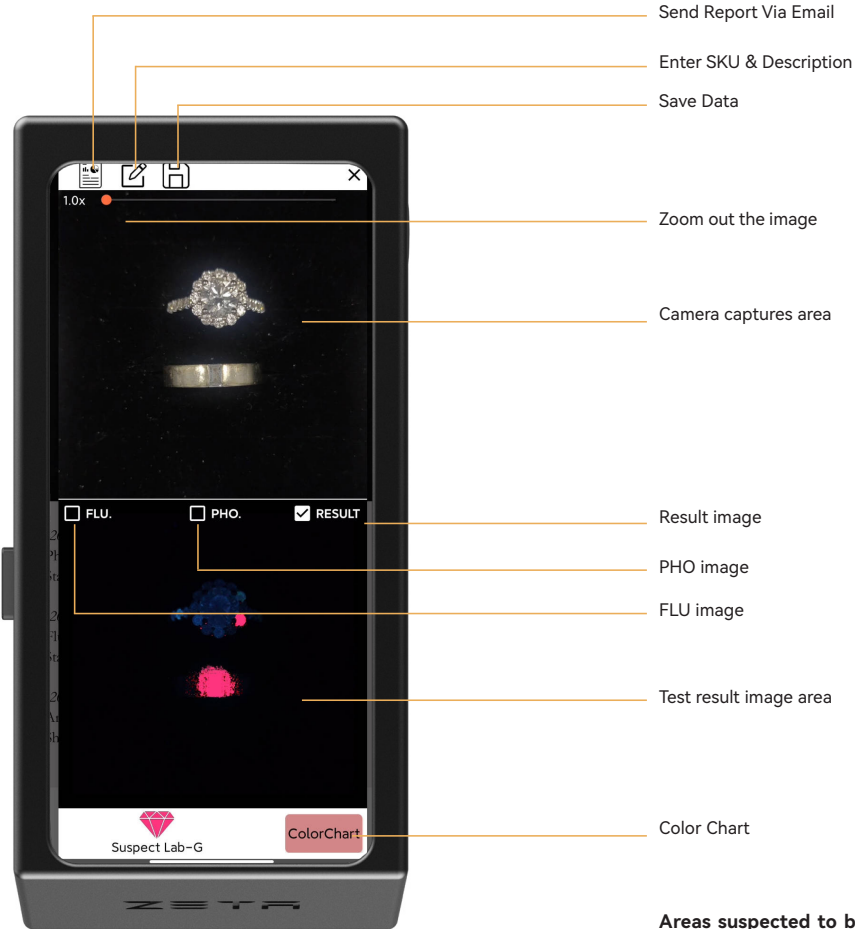 Send Report Via Email
Enter SKU & Description
Save Data
1.0x
Zoom out the image
Camera captures area
FLU.
PHO.
RESULT
Result image
PHO image
FLU image
Test result image area
Suspect Lab-G
ColorChart
Color Chart
ZETA
Areas suspected to b